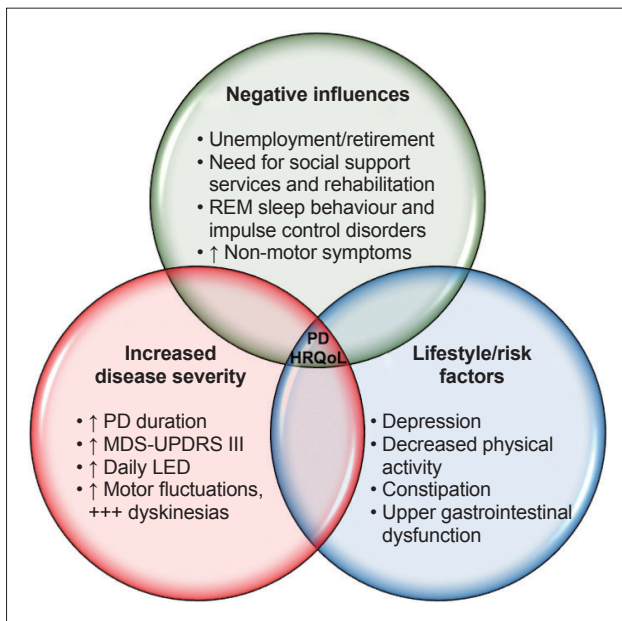 Negative influences
• Unemployment/retirement
• Need for social support
services and rehabilitation
• REM sleep behaviour and
impulse control disorders
• ↑ Non-motor symptoms
PD
HRQoL
Increased
disease severity
• ↑ PD duration
• ↑ MDS-UPDRS III
• ↑ Daily LED
• ↑ Motor fluctuations,
+++ dyskinesias
Lifestyle/risk
factors
• Depression
• Decreased physical
activity
• Constipation
• Upper gastrointestinal
dysfunction